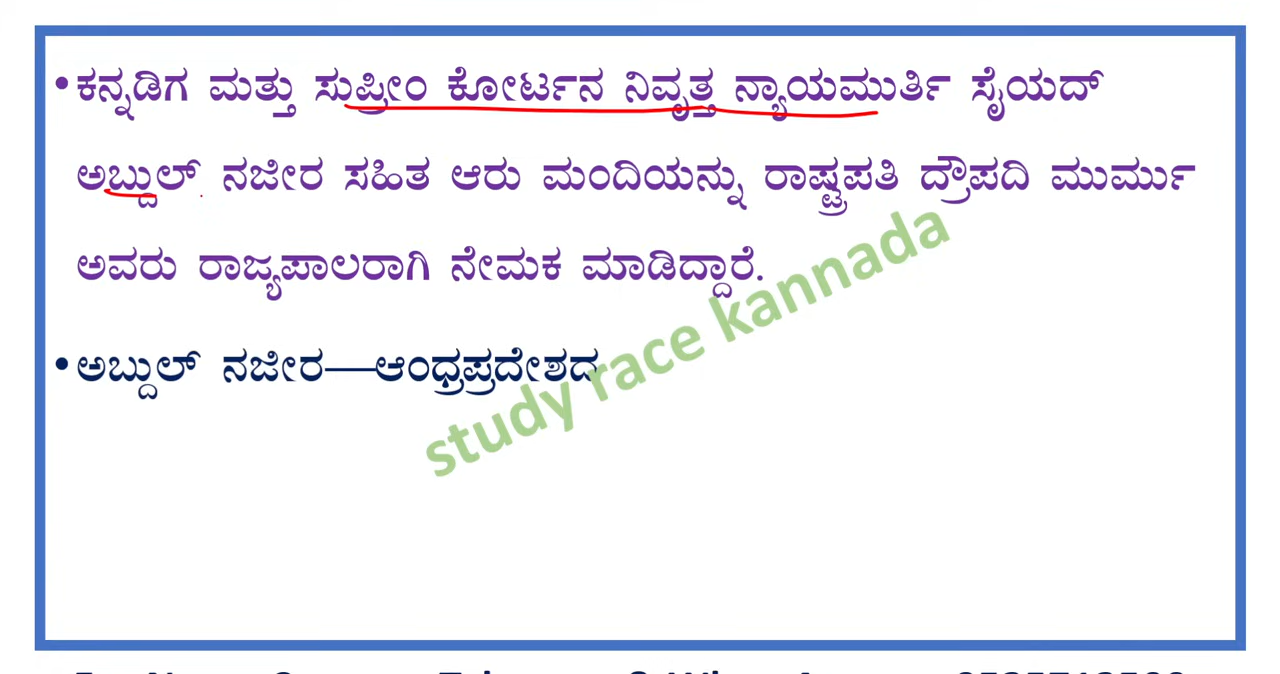 •ಕನ್ನಡಿಗ ಮತ್ತು ಸುಪ್ರೀಂ ಕೋರ್ಟನ ನಿವೃತ್ತ ನ್ಯಾಯಮುರ್ತಿ ಸೈಯದ್
ಅಬ್ದುಲ್ ನಜೀರ ಸಹಿತ ಆರು ಮಂದಿಯನ್ನು ರಾಷ್ಟ್ರಪತಿ ದ್ರೌಪದಿ ಮುರ್ಮು
ಅವರು ರಾಜ್ಯಪಾಲರಾಗಿ ನೇಮಕ ಮಾಡಿದ್ದಾರೆ.
•ಅಬ್ದುಲ್ ನಜೀರ—ಆಂಧ್ರಪ್ರದೇಶದ
study race kannada